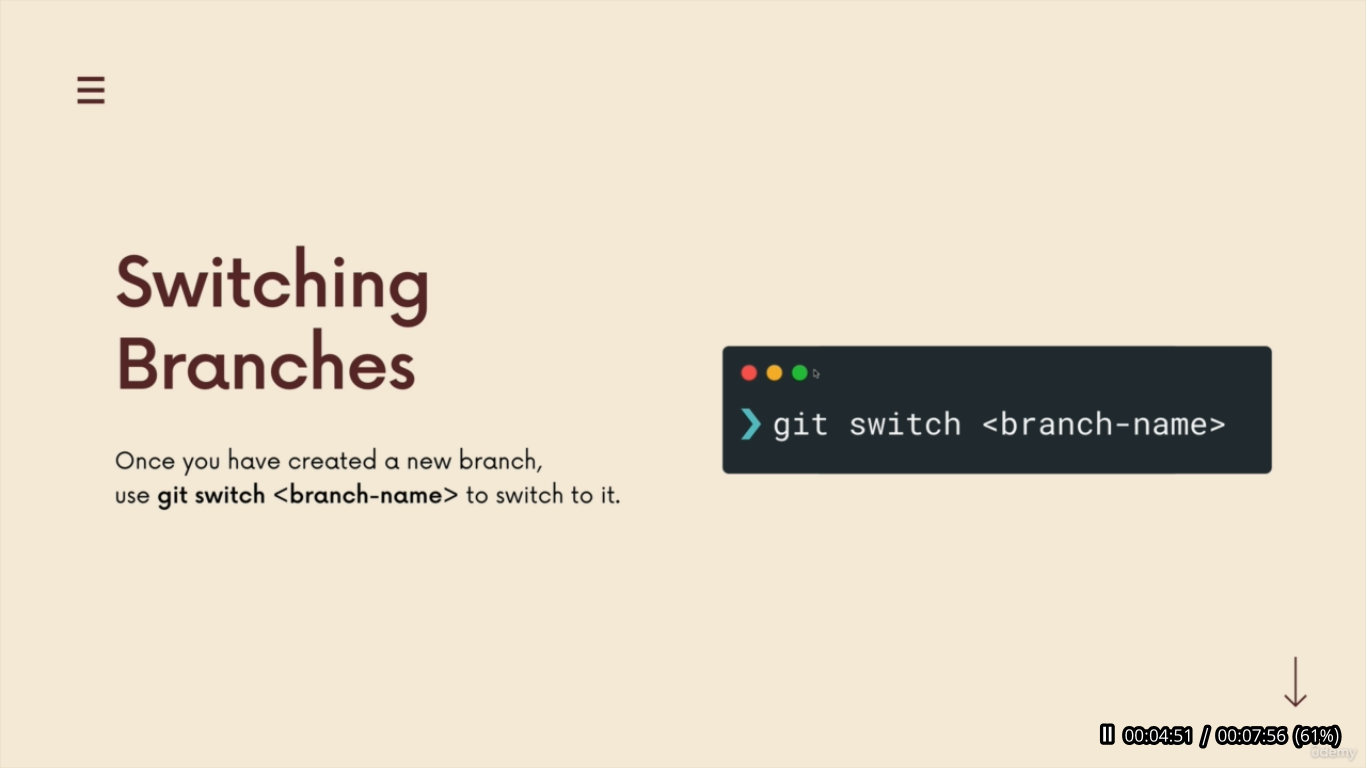 Switching
Branches
Once you have created a new branch,
use git switch <branch-name> to switch to it.
❯ git switch <branch-name>
00:04:51 / 00:07:56 (61%)
ûdemy